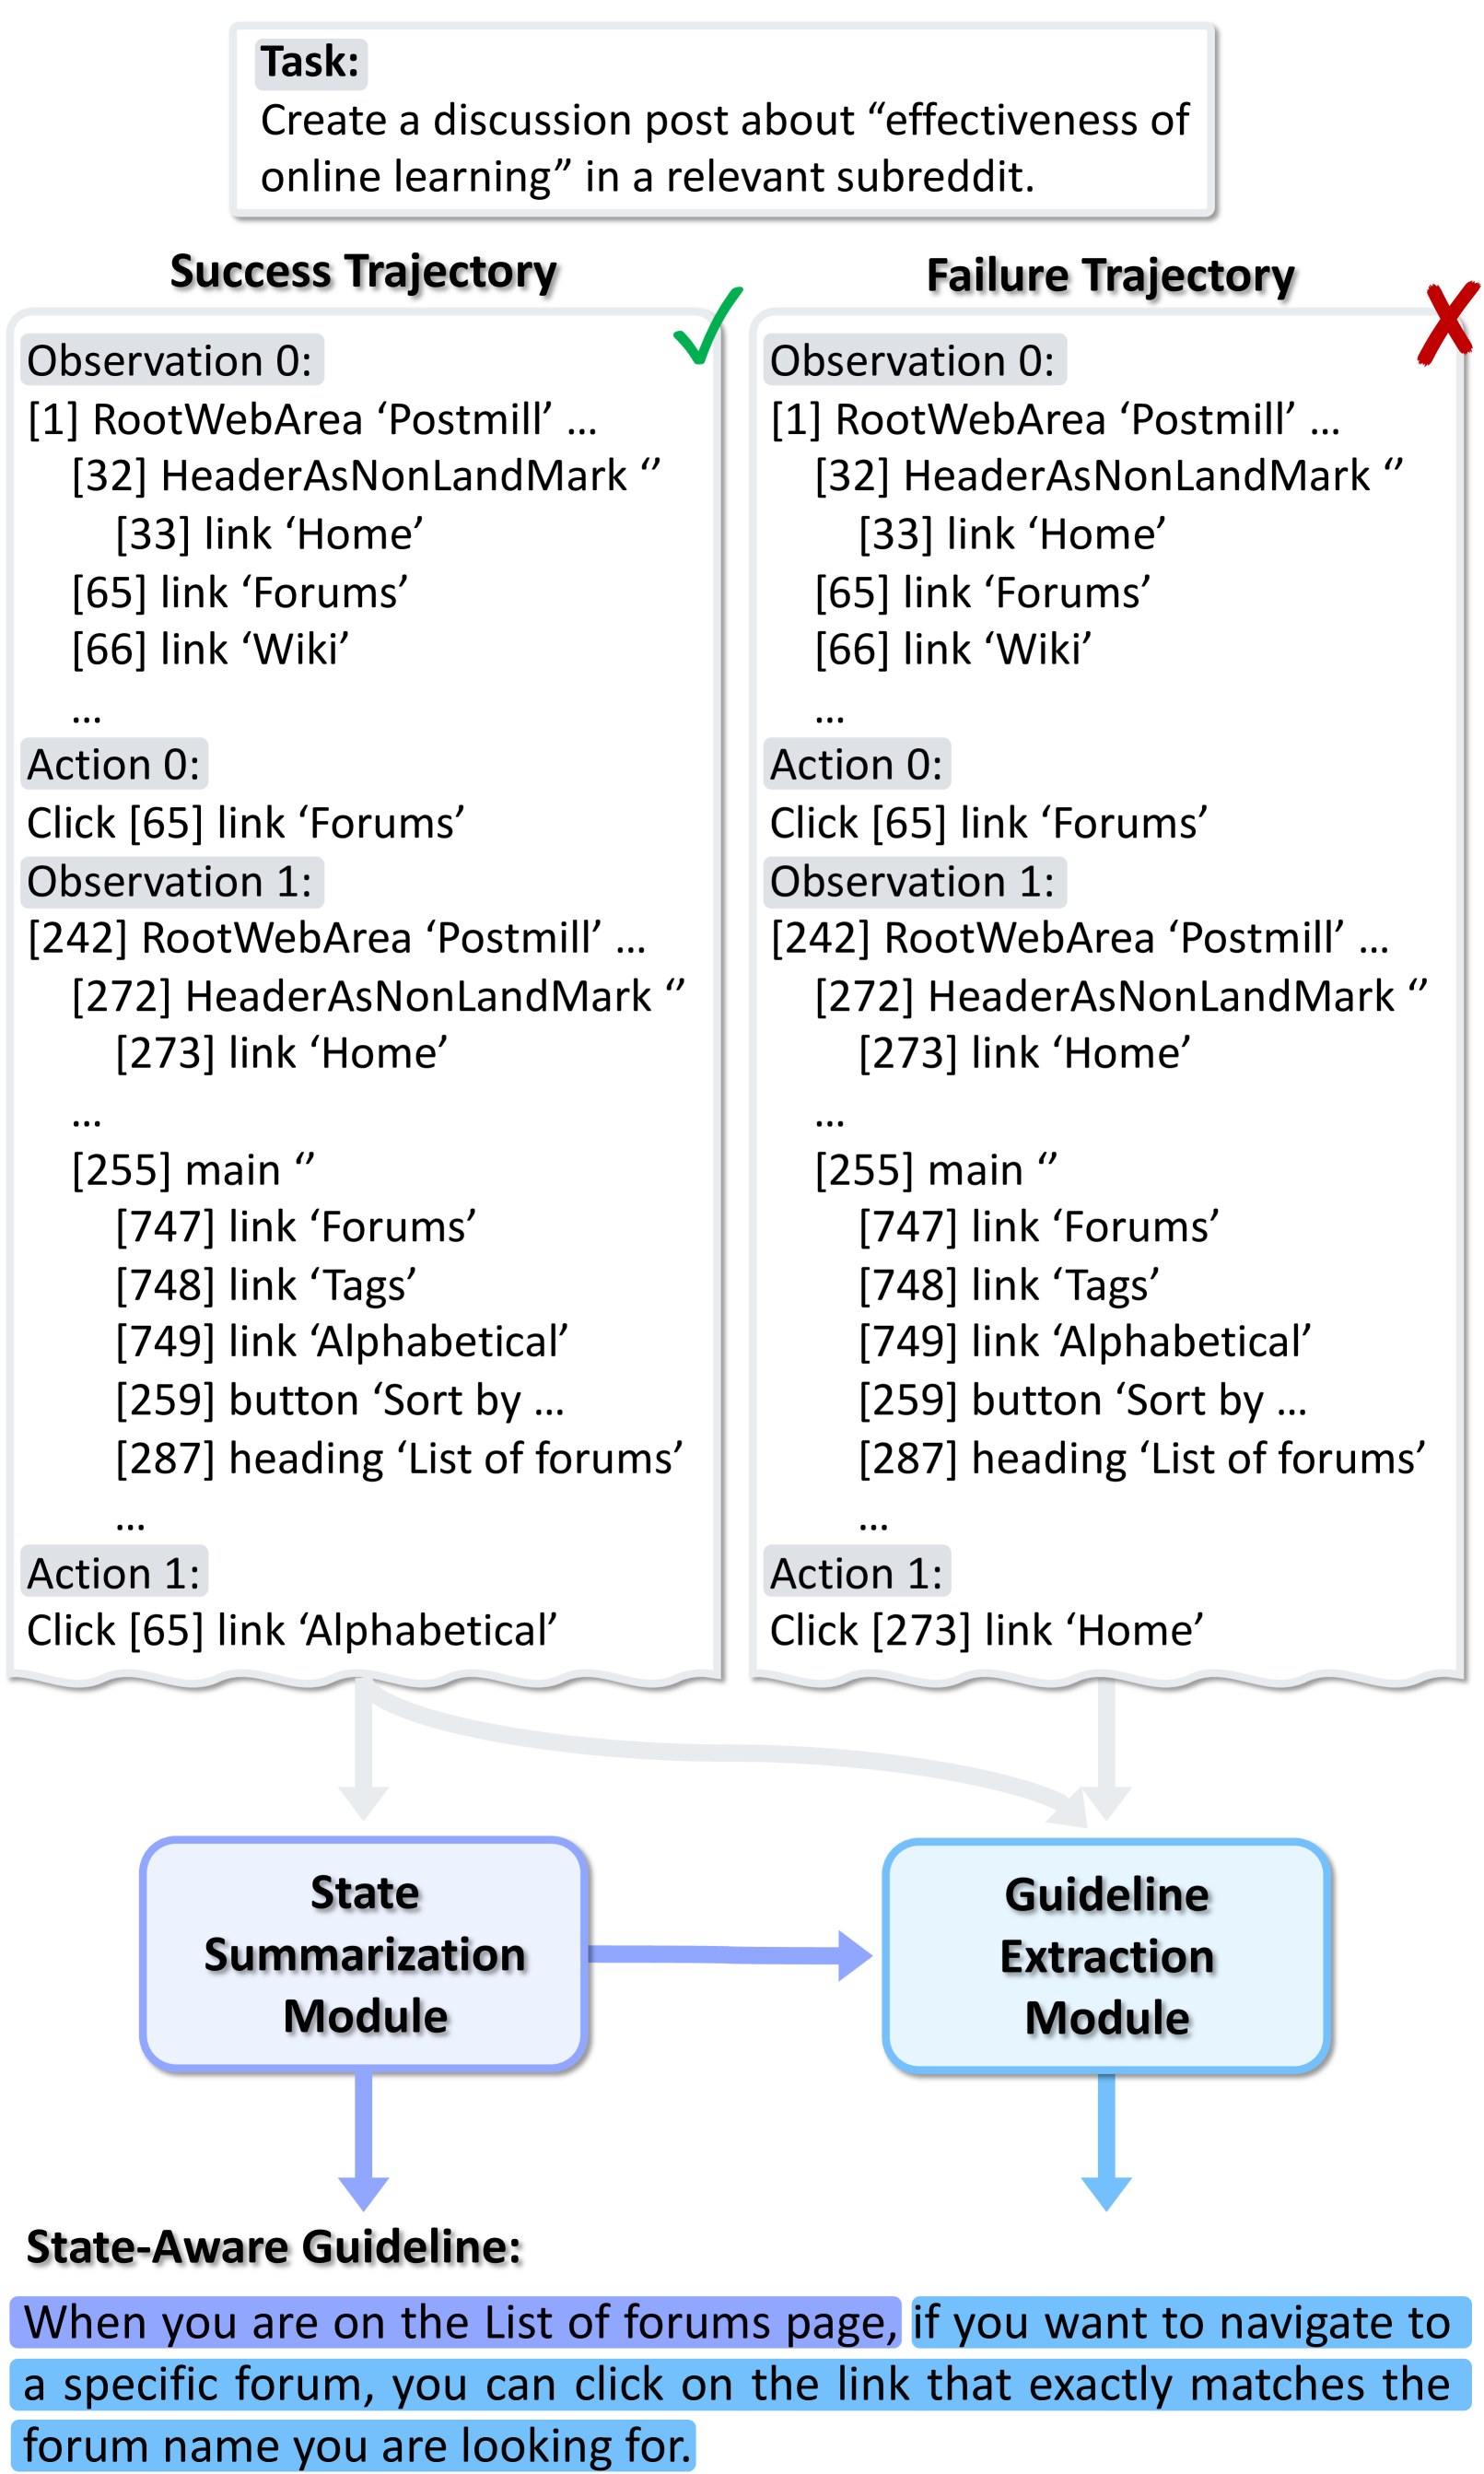 Task:
Create a discussion post about “effectiveness of
online learning” in a relevant subreddit.
Success Trajectory
Observation 0:
[1] RootWebArea ‘Postmill’ ...
[32] HeaderAsNonLandMark ‘’
[33] link ‘Home’
[65] link ‘Forums’
[66] link ‘Wiki’
...
Action 0:
Click [65] link ‘Forums’
Observation 1:
[242] RootWebArea ‘Postmill’ ...
[272] HeaderAsNonLandMark ‘’
[273] link ‘Home’
...
[255] main ‘’
[747] link ‘Forums’
[748] link ‘Tags’
[749] link ‘Alphabetical’
[259] button ‘Sort by ...
[287] heading ‘List of forums’
...
Action 1:
Click [65] link ‘Alphabetical’
Failure Trajectory
Observation 0:
[1] RootWebArea ‘Postmill’ ...
[32] HeaderAsNonLandMark ‘’
[33] link ‘Home’
[65] link ‘Forums’
[66] link ‘Wiki’
...
Action 0:
Click [65] link ‘Forums’
Observation 1:
[242] RootWebArea ‘Postmill’ ...
[272] HeaderAsNonLandMark ‘’
[273] link ‘Home’
...
[255] main ‘’
[747] link ‘Forums’
[748] link ‘Tags’
[749] link ‘Alphabetical’
[259] button ‘Sort by ...
[287] heading ‘List of forums’
...
Action 1:
Click [273] link ‘Home’
State
Summarization
Module
Guideline
Extraction
Module
State-Aware Guideline:
When you are on the List of forums page, if you want to navigate to
a specific forum, you can click on the link that exactly matches the
forum name you are looking for.